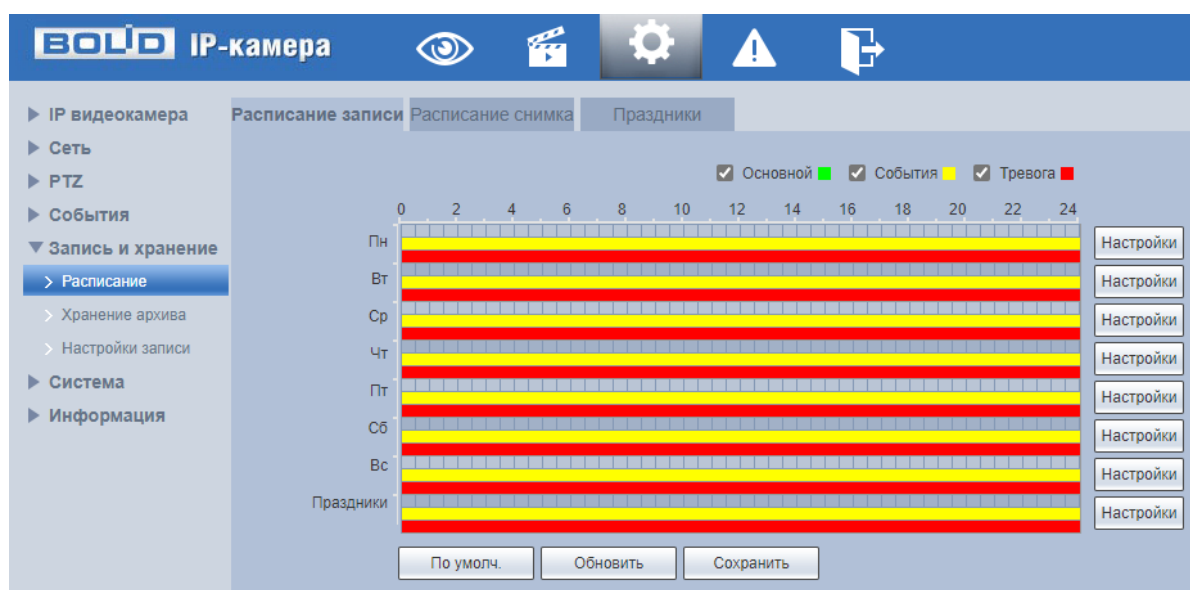 BOLID IP-камера
IP видеокамера
Сеть
PTZ
События
Запись и хранение
Расписание
Хранение архива
Настройки записи
Система
Информация
Расписание записи Расписание снимка Праздники
Основной События Тревога
0 2 4 6 8 10 12 14 16 18 20 22 24
Пн Настройки
Вт Настройки
Ср Настройки
Чт Настройки
Пт Настройки
Сб Настройки
Вс Настройки
Праздники Настройки
По умолч. Обновить Сохранить